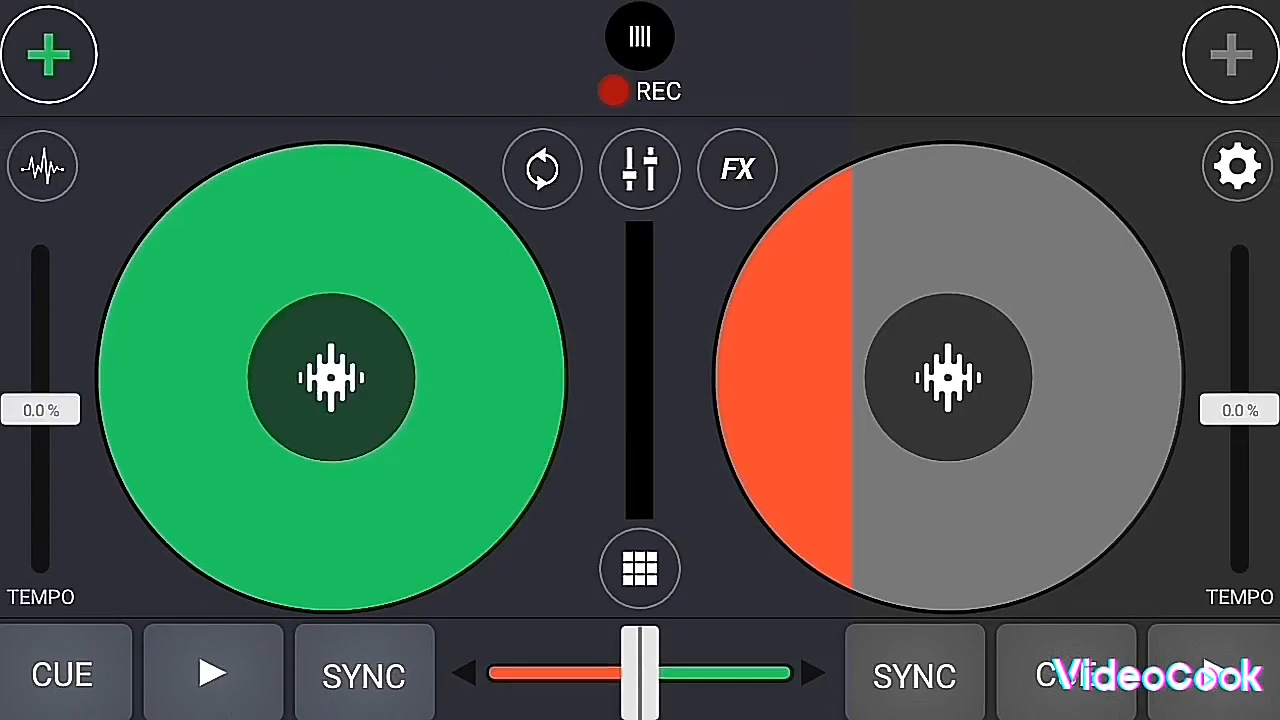 REC
FX
0.0 %
0.0 %
TEMPO
TEMPO
CUE
SYNC
SYNC
VideoCook